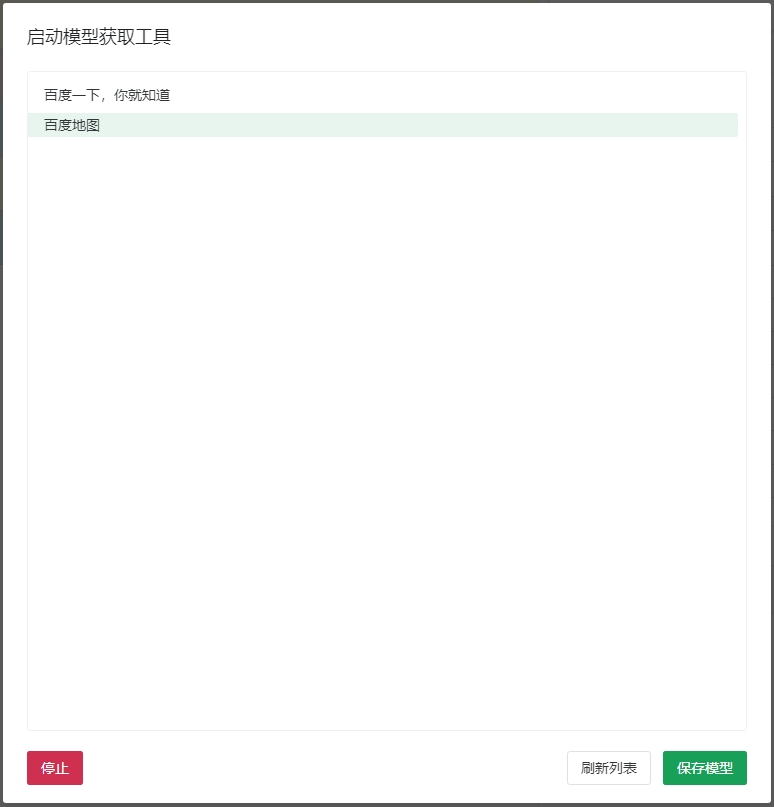 启动模型获取工具
百度一下，你就知道
百度地图
停止
刷新列表
保存模型